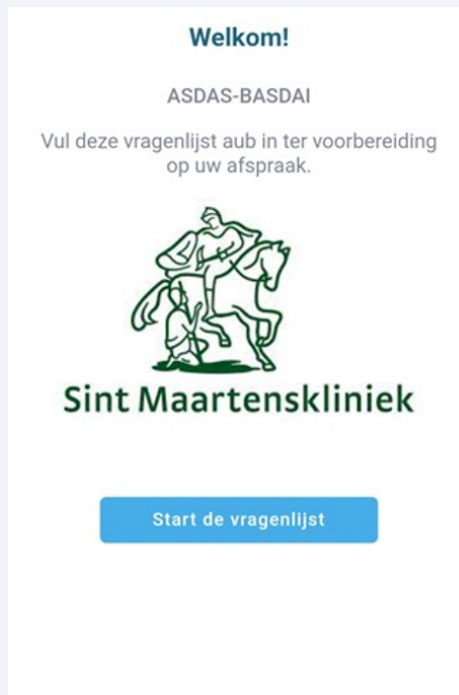 Welkom!
ASDAS-BASDAI
Vul deze vragenlijst aub in ter voorbereiding
op uw afspraak.
Sint Maartenskliniek
Start de vragenlijst